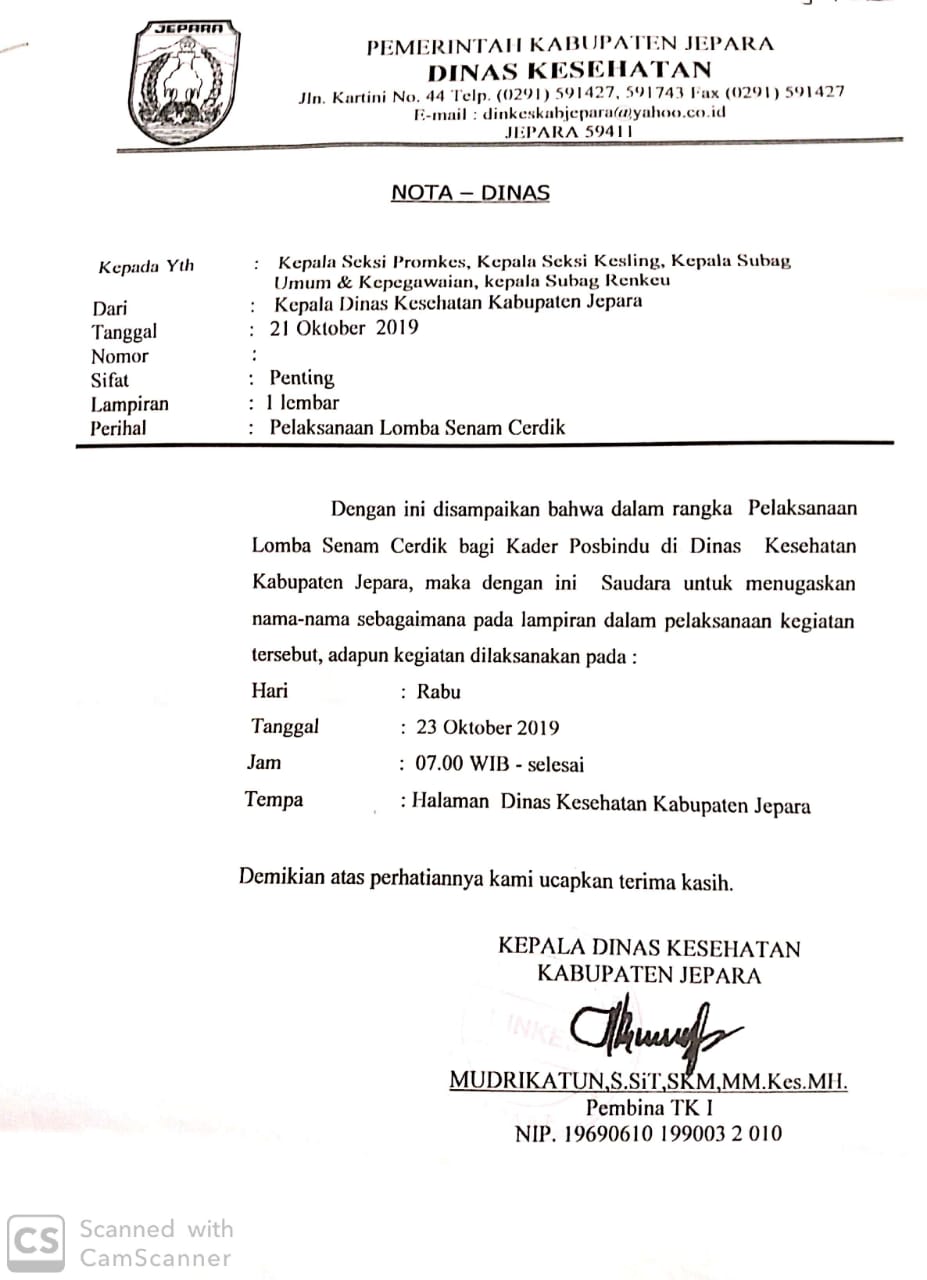 JEPARA
PEMERINTAH KABUPATEN JEPARA
DINAS KESEHATAN
Jln. Kartini No. 44 Telp. (0291) 591427, 591743 Fax (0291) 591427
E-mail : dinkeskabjepara@yahoo.co.id
JEPARA 59411
NOTA – DINAS
Kepada Yth : Kepala Seksi Promkes, Kepala Seksi Kesling, Kepala Subag
Umum & Kepegawaian, kepala Subag Renkeu
Dari : Kepala Dinas Kesehatan Kabupaten Jepara
Tanggal : 21 Oktober 2019
Nomor :
Sifat : Penting
Lampiran : 1 lembar
Perihal : Pelaksanaan Lomba Senam Cerdik
Dengan ini disampaikan bahwa dalam rangka Pelaksanaan
Lomba Senam Cerdik bagi Kader Posbindu di Dinas Kesehatan
Kabupaten Jepara, maka dengan ini Saudara untuk menugaskan
nama-nama sebagaimana pada lampiran dalam pelaksanaan kegiatan
tersebut, adapun kegiatan dilaksanakan pada :
Hari : Rabu
Tanggal : 23 Oktober 2019
Jam : 07.00 WIB - selesai
Tempa : Halaman Dinas Kesehatan Kabupaten Jepara
Demikian atas perhatiannya kami ucapkan terima kasih.
KEPALA DINAS KESEHATAN
KABUPATEN JEPARA
MUDRIKATUN,S.SiT,SKM,MM.Kes.MH.
Pembina TK I
NIP. 19690610 199003 2 010
CS Scanned with
CamScanner